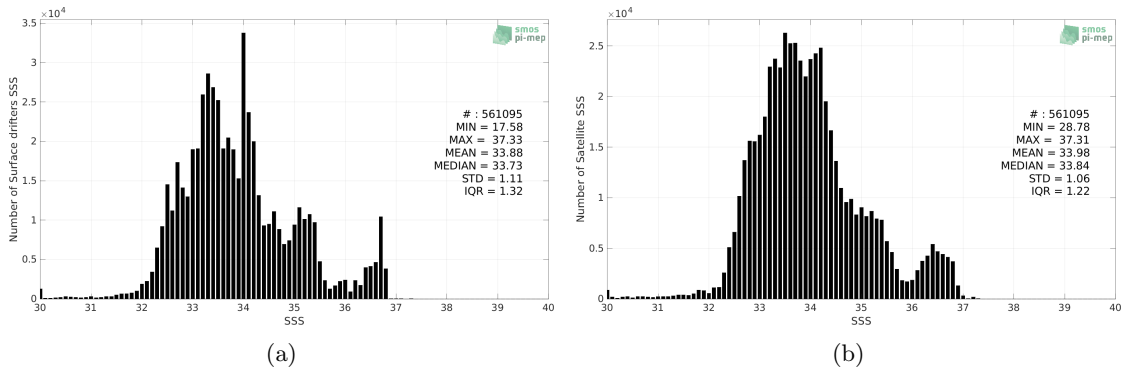 ×10⁴
3.5
3
2.5
2
1.5
1
0.5
0
Number of Surface drifters SSS
smos
pi-mep
# : 561095
MIN = 17.58
MAX = 37.33
MEAN = 33.88
MEDIAN = 33.73
STD = 1.11
IQR = 1.32
30 31 32 33 34 35 36 37 38 39 40
SSS
(a)
×10⁴
2.5
2
1.5
1
0.5
0
Number of Satellite SSS
smos
pi-mep
# : 561095
MIN = 28.78
MAX = 37.31
MEAN = 33.98
MEDIAN = 33.84
STD = 1.06
IQR = 1.22
30 31 32 33 34 35 36 37 38 39 40
SSS
(b)